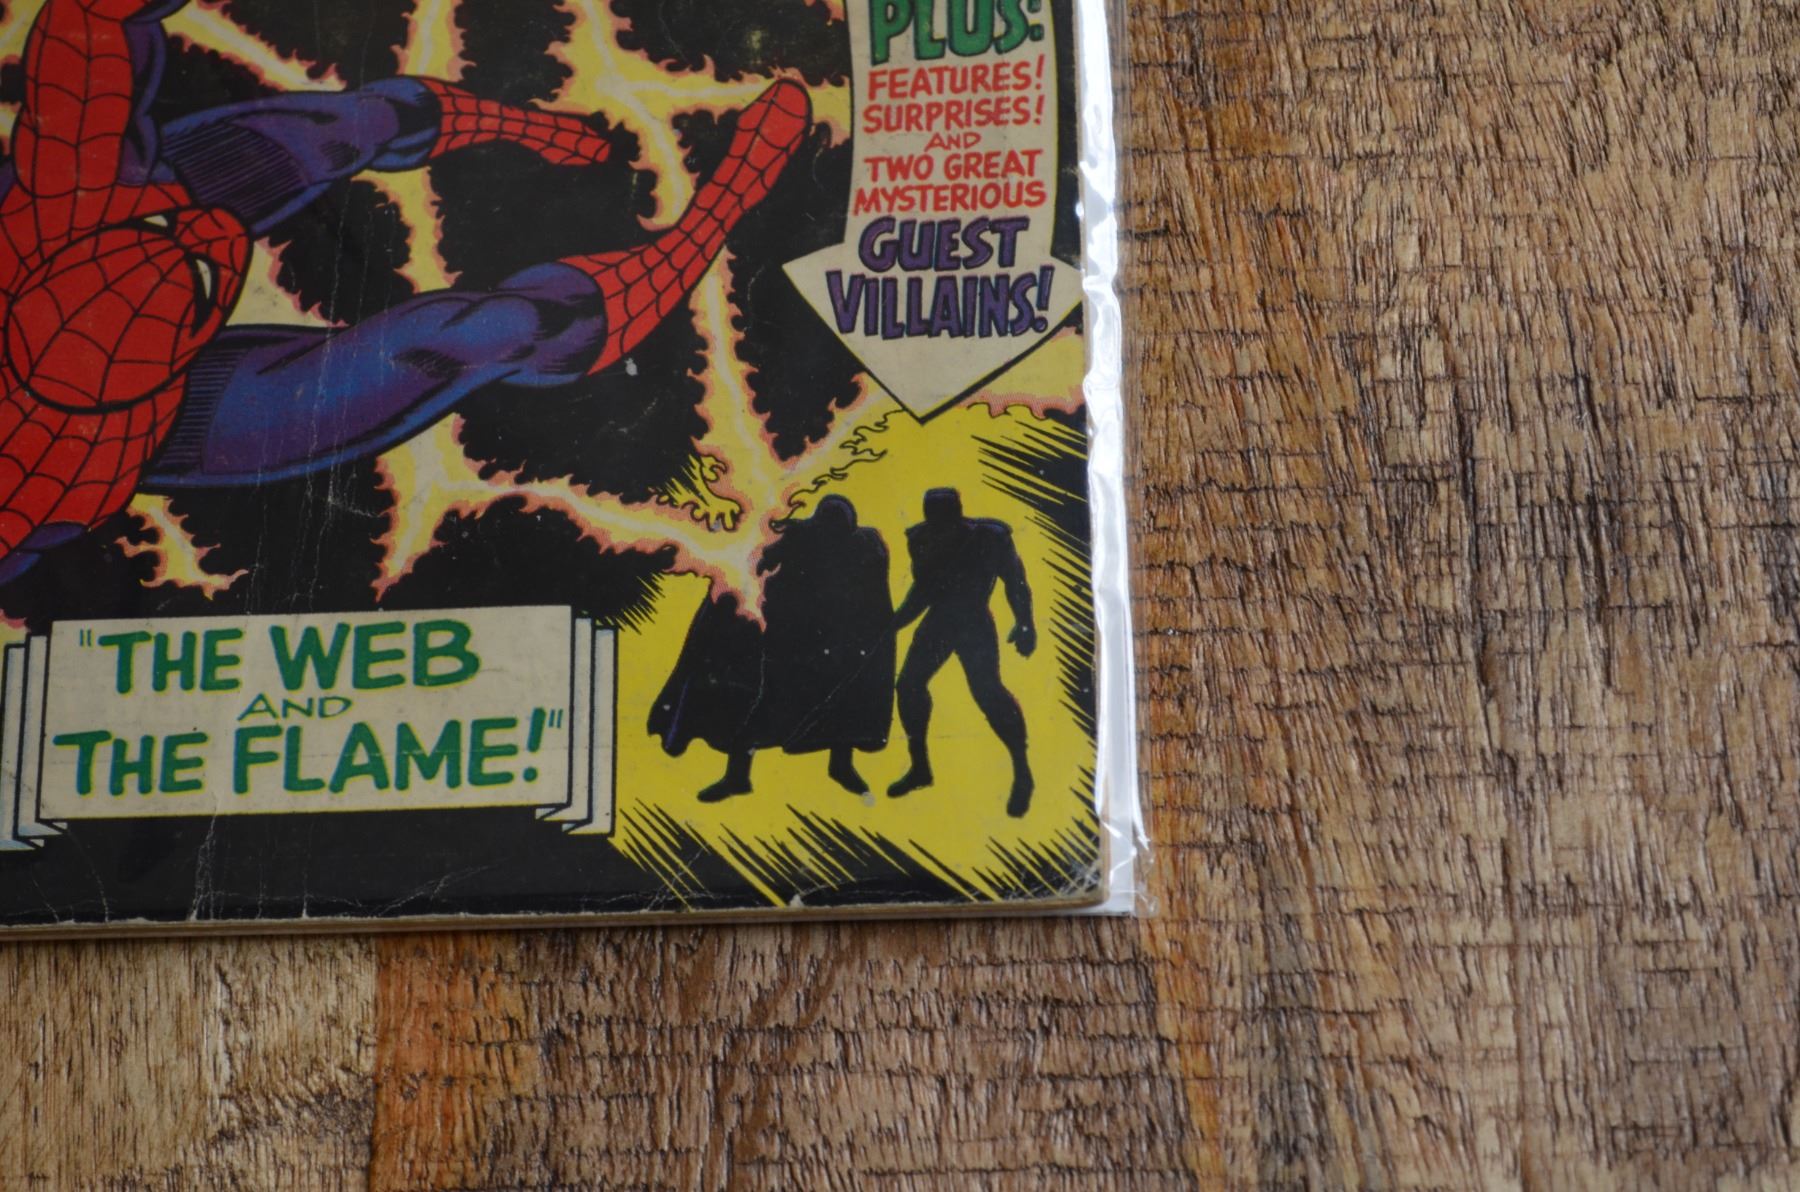 PLUS:
FEATURES!
SURPRISES!
AND
TWO GREAT
MYSTERIOUS
GUEST
VILLAINS!
"THE WEB
AND
THE FLAME!"